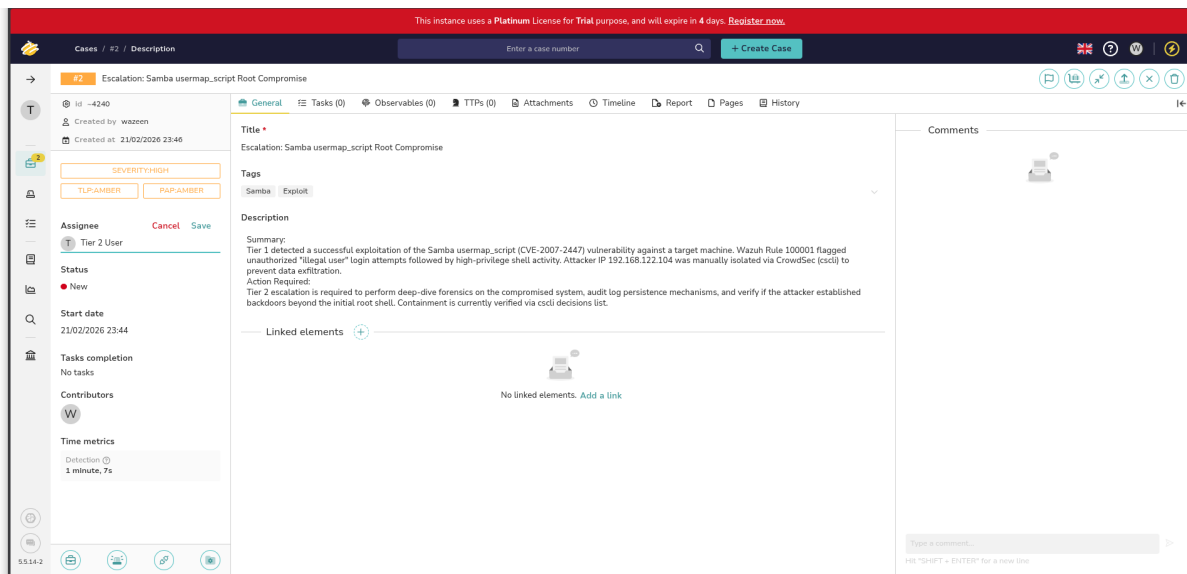 This instance uses a Platinum License for Trial purpose, and will expire in 4 days. Register now.
Cases / #2 / Description
Enter a case number
+ Create Case
W
#2 Escalation: Samba usermap_script Root Compromise
T
2
5.5.14-2
Id ~4240
Created by wazeen
Created at 21/02/2026 23:46
SEVERITY:HIGH
TLP:AMBER PAP:AMBER
Assignee Cancel Save
T Tier 2 User
Status
New
Start date
21/02/2026 23:44
Tasks completion
No tasks
Contributors
W
Time metrics
Detection
1 minute, 7s
General Tasks (0) Observables (0) TTPs (0) Attachments Timeline Report Pages History
Title *
Escalation: Samba usermap_script Root Compromise
Tags
Samba Exploit
Description
Summary:
Tier 1 detected a successful exploitation of the Samba usermap_script (CVE-2007-2447) vulnerability against a target machine. Wazuh Rule 100001 flagged
unauthorized "illegal user" login attempts followed by high-privilege shell activity. Attacker IP 192.168.122.104 was manually isolated via CrowdSec (cscli) to
prevent data exfiltration.
Action Required:
Tier 2 escalation is required to perform deep-dive forensics on the compromised system, audit log persistence mechanisms, and verify if the attacker established
backdoors beyond the initial root shell. Containment is currently verified via cscli decisions list.
Linked elements
No linked elements. Add a link
Comments
Type a comment...
Hit "SHIFT + ENTER" for a new line